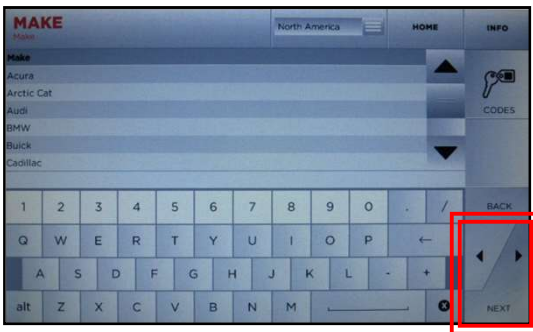 MAKE
Make
North America
HOME
INFO
Make
Acura
Arctic Cat
Audi
BMW
Buick
Cadillac
CODES
1 2 3 4 5 6 7 8 9 0 . /
BACK
Q W E R T Y U I O P ←
A S D F G H J K L - +
alt Z X C V B N M
NEXT